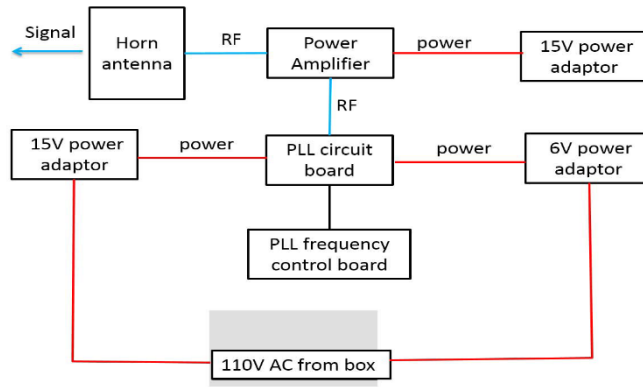 Signal
Horn
antenna
RF
Power
Amplifier
power
15V power
adaptor
RF
15V power
adaptor
power
PLL circuit
board
power
6V power
adaptor
PLL frequency
control board
110V AC from box